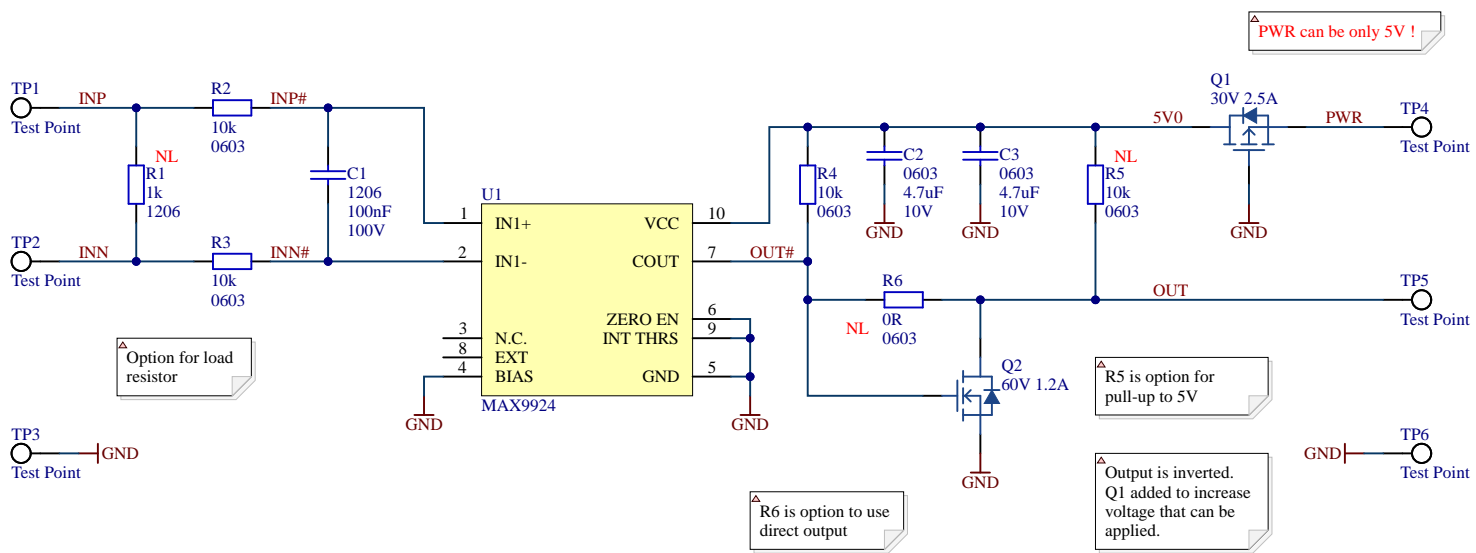 PWR can be only 5V !
TP1
Test Point
INP
R2
10k
0603
INP#
NL
R1
1k
1206
C1
1206
100nF
100V
TP2
Test Point
INN
R3
10k
0603
INN#
Option for load
resistor
TP3
Test Point
GND
U1
1
IN1+
2
IN1-
3
N.C.
8
EXT
4
BIAS
VCC
10
COUT
7
ZERO EN
6
INT THRS
9
GND
5
MAX9924
GND
GND
OUT#
R4
10k
0603
C2
0603
4.7uF
10V
GND
C3
0603
4.7uF
10V
GND
NL
R5
10k
0603
5V0
Q1
30V 2.5A
GND
PWR
TP4
Test Point
R6
0R
0603
NL
OUT
TP5
Test Point
Q2
60V 1.2A
GND
R5 is option for
pull-up to 5V
R6 is option to use
direct output
Output is inverted.
Q1 added to increase
voltage that can be
applied.
GND
TP6
Test Point